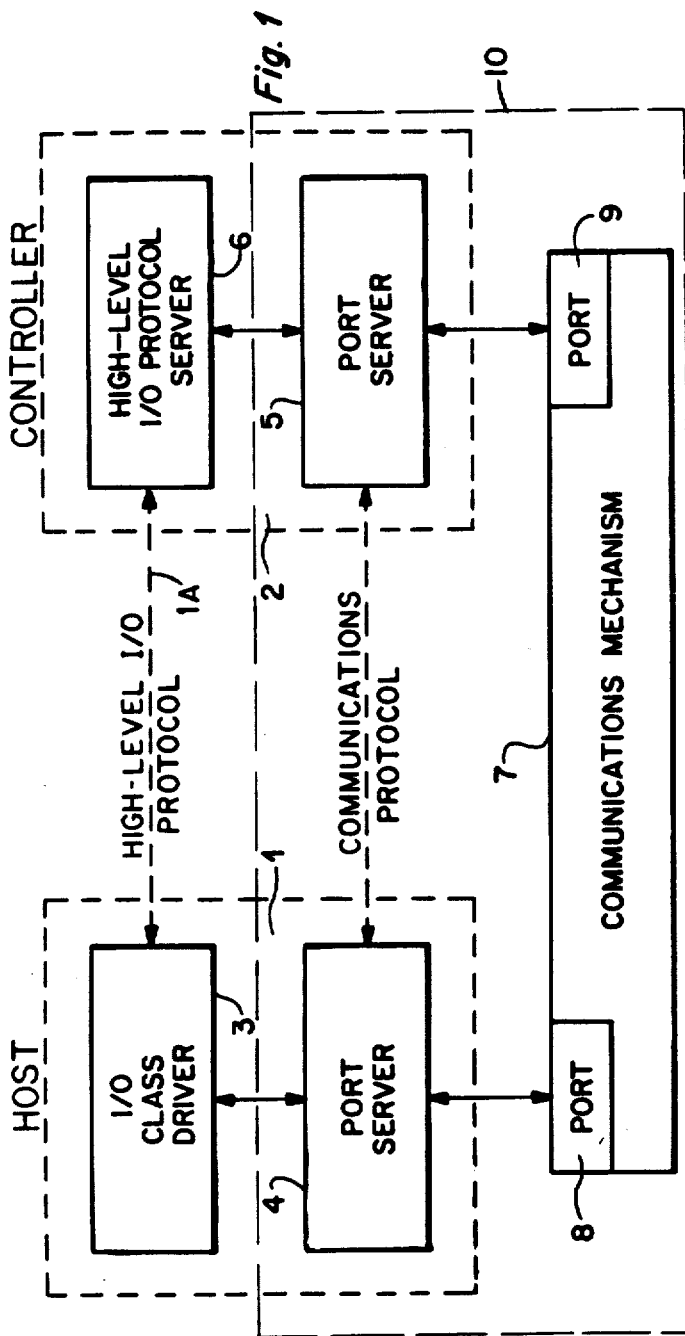 Fig. 1
HOST
CONTROLLER
I/O
CLASS
DRIVER
3
HIGH-LEVEL I/O
PROTOCOL
1A
HIGH-LEVEL
I/O PROTOCOL
SERVER
6
1
2
10
PORT
SERVER
4
COMMUNICATIONS
PROTOCOL
PORT
SERVER
5
7
PORT
8
COMMUNICATIONS MECHANISM
PORT
9